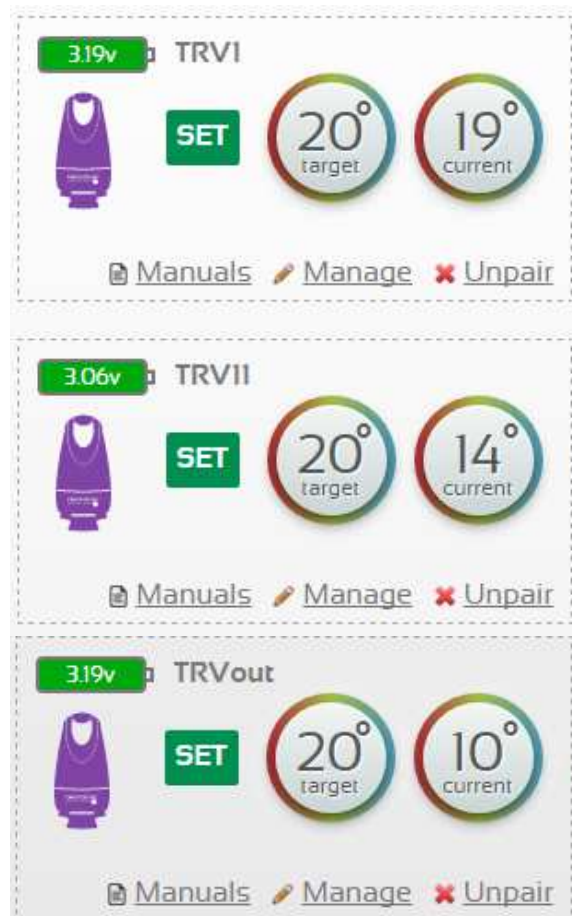 3.19v TRV1
SET 20° target 19° current
Manuals Manage Unpair
3.06v TRV11
SET 20° target 14° current
Manuals Manage Unpair
3.19v TRVout
SET 20° target 10° current
Manuals Manage Unpair